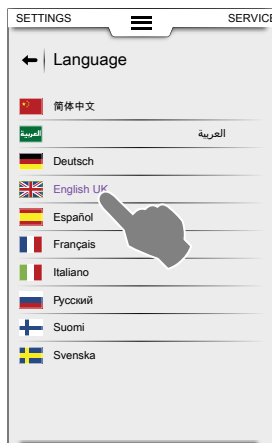 SETTINGS SERVICE
Language
简体中文
العربية العربية
Deutsch
English UK
Español
Français
Italiano
Русский
Suomi
Svenska